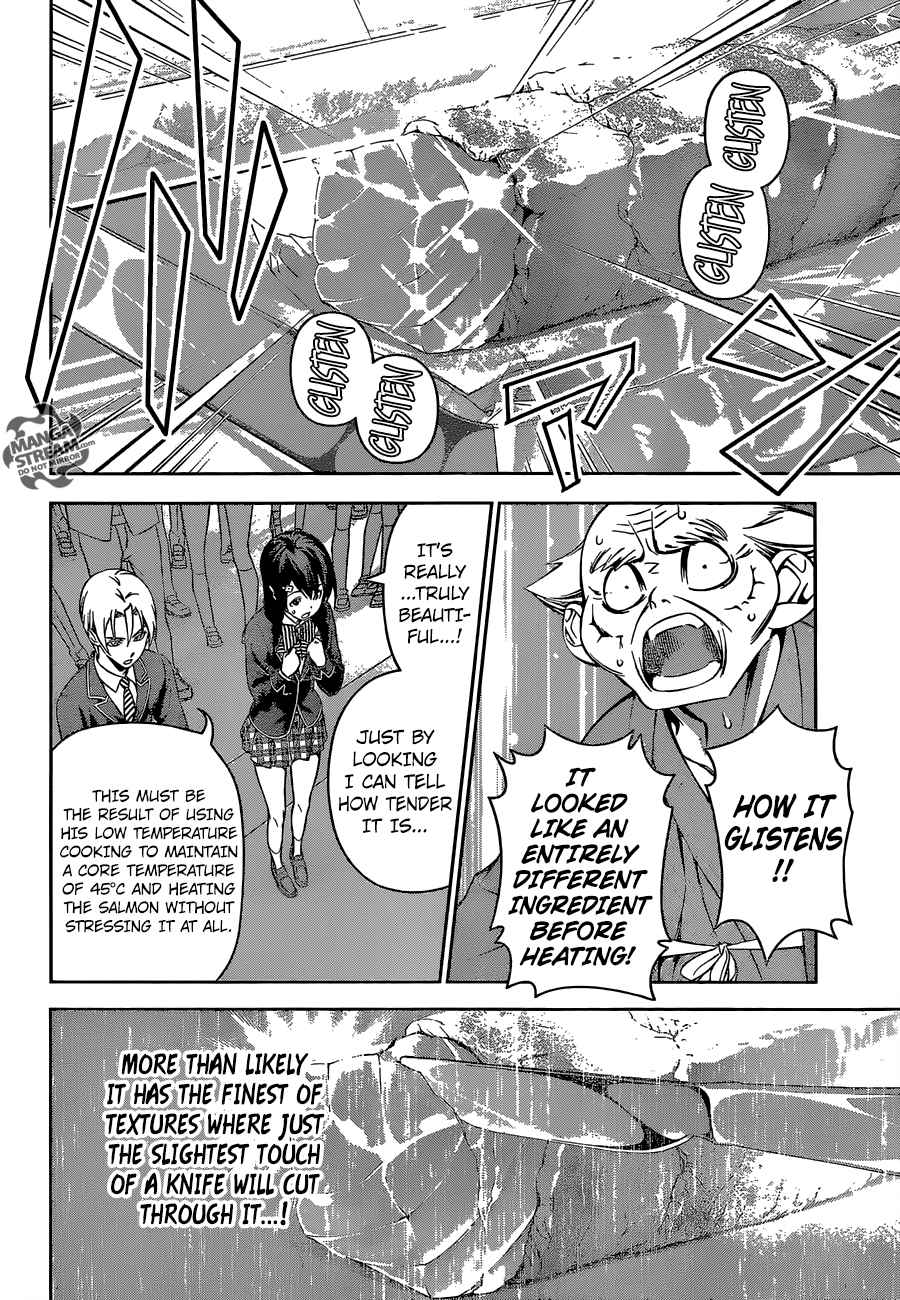 GLISTEN
GLISTEN
GLISTEN
GLISTEN
MANGA
STREAM.com
DO NOT MIRROR
HOW IT
GLISTENS
!!
IT
LOOKED
LIKE AN
ENTIRELY
DIFFERENT
INGREDIENT
BEFORE
HEATING!
IT'S
REALLY
...TRULY
BEAUTI-
FUL...!
JUST BY
LOOKING
I CAN TELL
HOW TENDER
IT IS...
THIS MUST BE
THE RESULT OF USING
HIS LOW TEMPERATURE
COOKING TO MAINTAIN
A CORE TEMPERATURE
OF 45°C AND HEATING
THE SALMON WITHOUT
STRESSING IT AT ALL.
MORE THAN LIKELY
IT HAS THE FINEST OF
TEXTURES WHERE JUST
THE SLIGHTEST TOUCH
OF A KNIFE WILL CUT
THROUGH IT...!